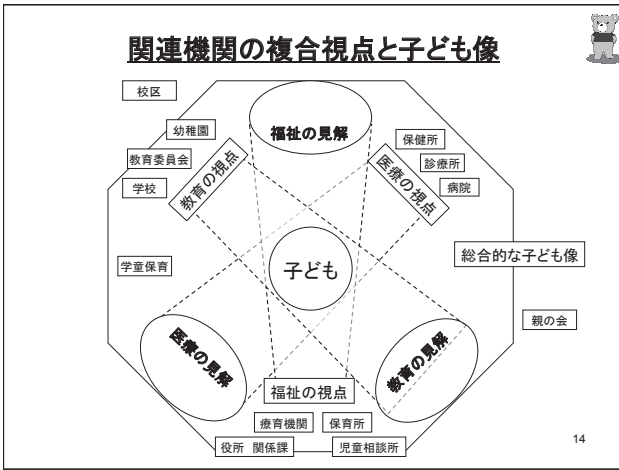 関連機関の複合視点と子ども像
校区
幼稚園
教育委員会
学校
教育の視点
福祉の見解
保健所
診療所
病院
医療の視点
子ども
総合的な子ども像
学童保育
親の会
医療の見解
教育の見解
福祉の視点
療育機関
保育所
役所 関係課
児童相談所
14